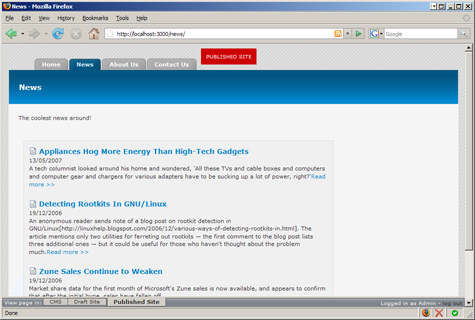 News - Mozilla Firefox
File Edit View History Bookmarks Tools Help
http://localhost:3000/news/
Google
PUBLISHED SITE
Home News About Us Contact Us
News
The coolest news around!
Appliances Hog More Energy Than High-Tech Gadgets
13/05/2007
A tech columnist looked around his home and wondered, 'All these TVs and cable boxes and computers
and computer gear and chargers for various adapters have to be sucking up a lot of power, right?'Read
more >>
Detecting Rootkits In GNU/Linux
19/12/2006
An anonymous reader sends note of a blog post on rootkit detection in
GNU/Linux[http://linuxhelp.blogspot.com/2006/12/various-ways-of-detecting-rootkits-in.html]. The
article mentions only two utilities for ferreting out rootkits — the first comment to the blog post lists
three additional ones — but it could be useful for those who haven't thought about the problem
much.Read more >>
Zune Sales Continue to Weaken
19/12/2006
Market share data for the first month of Microsoft's Zune sales is now available, and appears to confirm
that after the initial hype, sales have fallen off
View page in: CMS Draft Site Published Site Logged in as Admin - log out
Done